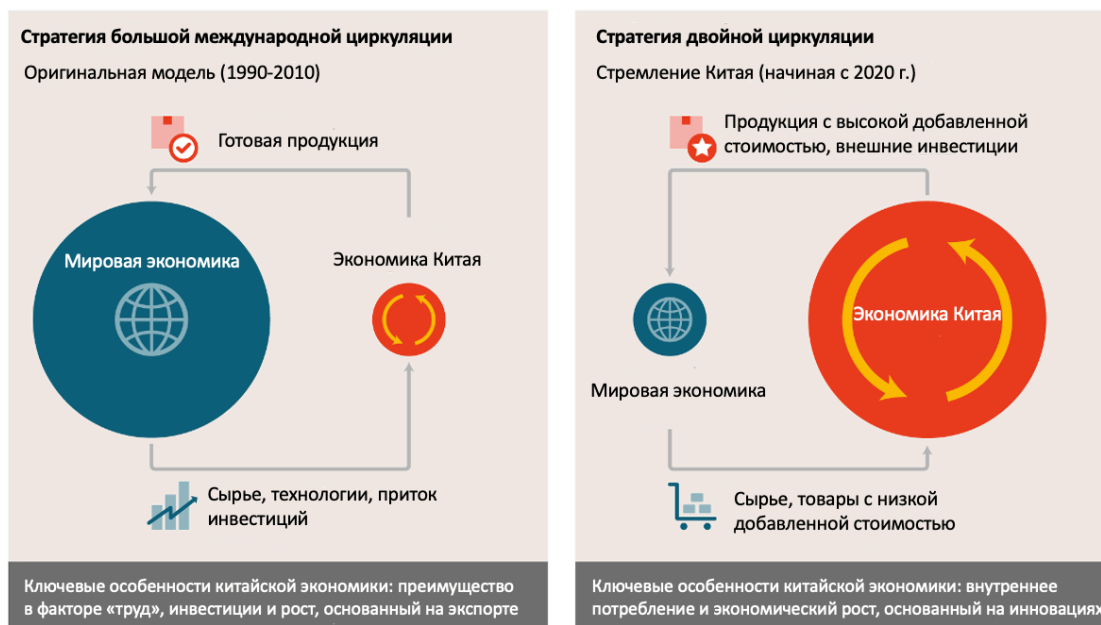 Стратегия большой международной циркуляции
Оригинальная модель (1990-2010)
Готовая продукция
Мировая экономика
Экономика Китая
Сырье, технологии, приток
инвестиций
Ключевые особенности китайской экономики: преимущество
в факторе «труд», инвестиции и рост, основанный на экспорте
Стратегия двойной циркуляции
Стремление Китая (начиная с 2020 г.)
Продукция с высокой добавленной
стоимостью, внешние инвестиции
Экономика Китая
Мировая экономика
Сырье, товары с низкой
добавленной стоимостью
Ключевые особенности китайской экономики: внутреннее
потребление и экономический рост, основанный на инновациях